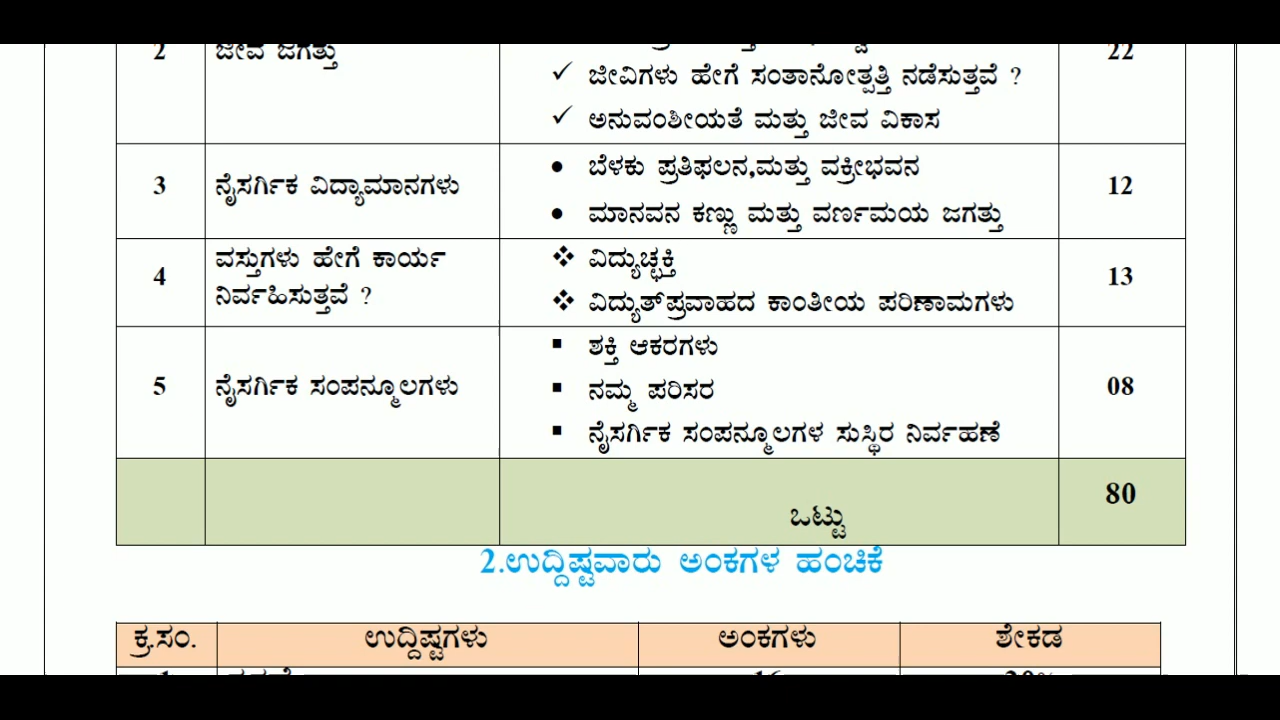 2 ಜೀವ ಜಗತ್ತು 22
✓ ಜೀವಿಗಳು ಹೇಗೆ ಸಂತಾನೋತ್ಪತ್ತಿ ನಡೆಸುತ್ತವೆ ?
✓ ಅನುವಂಶೀಯತೆ ಮತ್ತು ಜೀವ ವಿಕಾಸ
3 ನೈಸರ್ಗಿಕ ವಿದ್ಯಾಮಾನಗಳು 12
• ಬೆಳಕು ಪ್ರತಿಫಲನ,ಮತ್ತು ವಕ್ರೀಭವನ
• ಮಾನವನ ಕಣ್ಣು ಮತ್ತು ವರ್ಣಮಯ ಜಗತ್ತು
4 ವಸ್ತುಗಳು ಹೇಗೆ ಕಾರ್ಯ
ನಿರ್ವಹಿಸುತ್ತವೆ ? 13
❖ ವಿದ್ಯುಚ್ಛಕ್ತಿ
❖ ವಿದ್ಯುತ್‌ಪ್ರವಾಹದ ಕಾಂತೀಯ ಪರಿಣಾಮಗಳು
5 ನೈಸರ್ಗಿಕ ಸಂಪನ್ಮೂಲಗಳು 08
▪ ಶಕ್ತಿ ಆಕರಗಳು
▪ ನಮ್ಮ ಪರಿಸರ
▪ ನೈಸರ್ಗಿಕ ಸಂಪನ್ಮೂಲಗಳ ಸುಸ್ಥಿರ ನಿರ್ವಹಣೆ
ಒಟ್ಟು 80
2.ಉದ್ದಿಷ್ಟವಾರು ಅಂಕಗಳ ಹಂಚಿಕೆ
ಕ್ರ.ಸಂ. ಉದ್ದಿಷ್ಟಗಳು ಅಂಕಗಳು ಶೇಕಡ